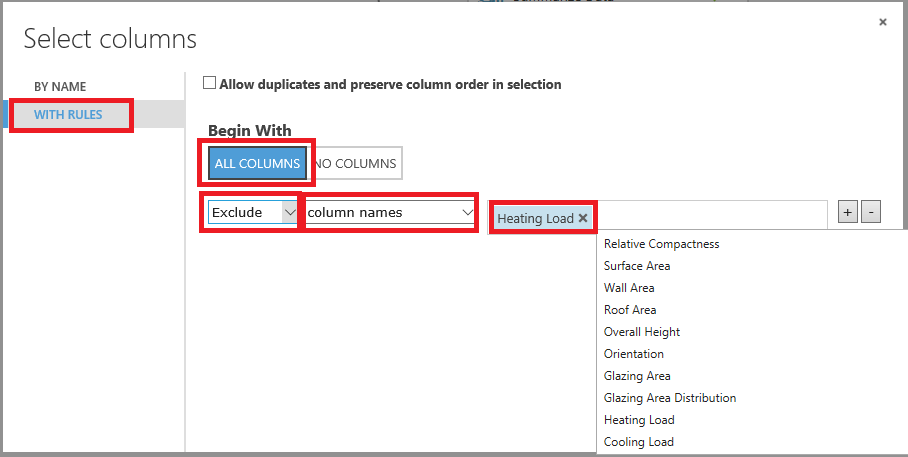 Summarize Data
Select columns
×
BY NAME
WITH RULES
Allow duplicates and preserve column order in selection
Begin With
ALL COLUMNS NO COLUMNS
Exclude column names Heating Load × + -
Relative Compactness
Surface Area
Wall Area
Roof Area
Overall Height
Orientation
Glazing Area
Glazing Area Distribution
Heating Load
Cooling Load